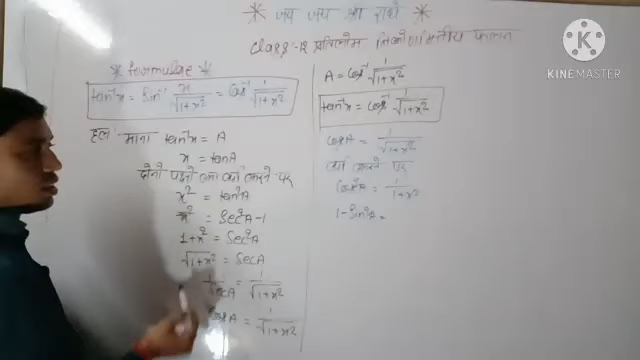 * जय जय श्री राधे *
Class-12 प्रतिलोम त्रिकोणमितीय फलन
* formulae *
tan⁻¹x = Sin⁻¹ x/√(1+x²) = Cos⁻¹ 1/√(1+x²)
हल माना tan⁻¹x = A
x = tanA
दोनो पक्षो का वर्ग करने पर
x² = tan²A
x² = Sec²A-1
1+x² = Sec²A
√(1+x²) = SecA
SecA = 1/√(1+x²)
A = 1/√(1+x²)
A = Cos⁻¹ 1/√(1+x²)
tan⁻¹x = Cos⁻¹ 1/√(1+x²)
CosA = 1/√(1+x²)
वर्ग करने पर
Cos²A = 1/(1+x²)
1-Sin²A =
KINEMASTER